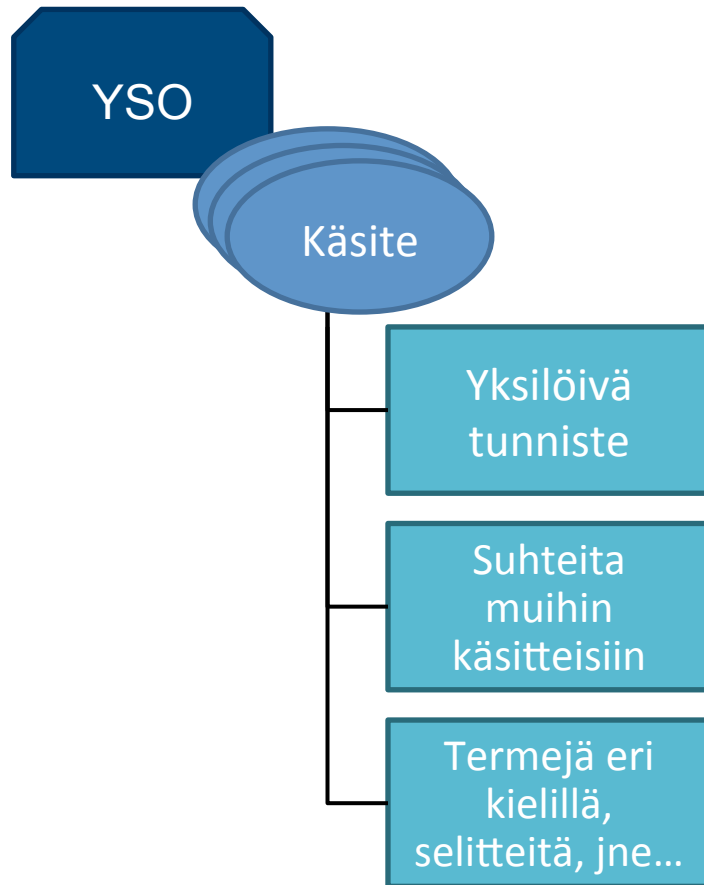 YSO
Käsite
Yksilöivä
tunniste
Suhteita
muihin
käsitteisiin
Termejä eri
kielillä,
selitteitä, jne...